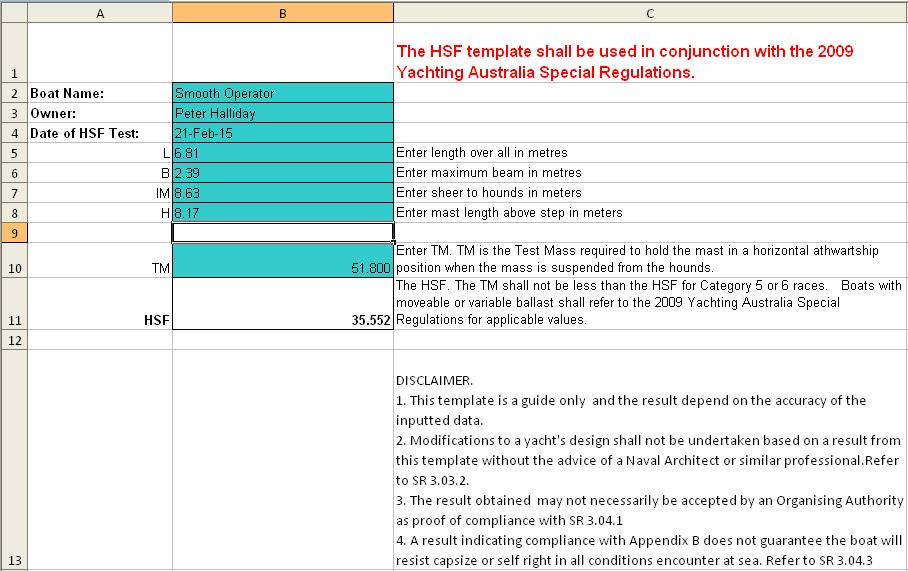 A B C
1 The HSF template shall be used in conjunction with the 2009
Yachting Australia Special Regulations.
2 Boat Name: Smooth Operator
3 Owner: Peter Halliday
4 Date of HSF Test: 21-Feb-15
5 L 6.81 Enter length over all in metres
6 B 2.39 Enter maximum beam in metres
7 IM 8.63 Enter sheer to hounds in meters
8 H 8.17 Enter mast length above step in meters
9
10 TM 51.800 Enter TM. TM is the Test Mass required to hold the mast in a horizontal athwartship
position when the mass is suspended from the hounds.
11 HSF 35.552 The HSF. The TM shall not be less than the HSF for Category 5 or 6 races. Boats with
moveable or variable ballast shall refer to the 2009 Yachting Australia Special
Regulations for applicable values.
12
13 DISCLAIMER.
1. This template is a guide only and the result depend on the accuracy of the
inputted data.
2. Modifications to a yacht's design shall not be undertaken based on a result from
this template without the advice of a Naval Architect or similar professional.Refer
to SR 3.03.2.
3. The result obtained may not necessarily be accepted by an Organising Authority
as proof of compliance with SR 3.04.1
4. A result indicating compliance with Appendix B does not guarantee the boat will
resist capsize or self right in all conditions encounter at sea. Refer to SR 3.04.3